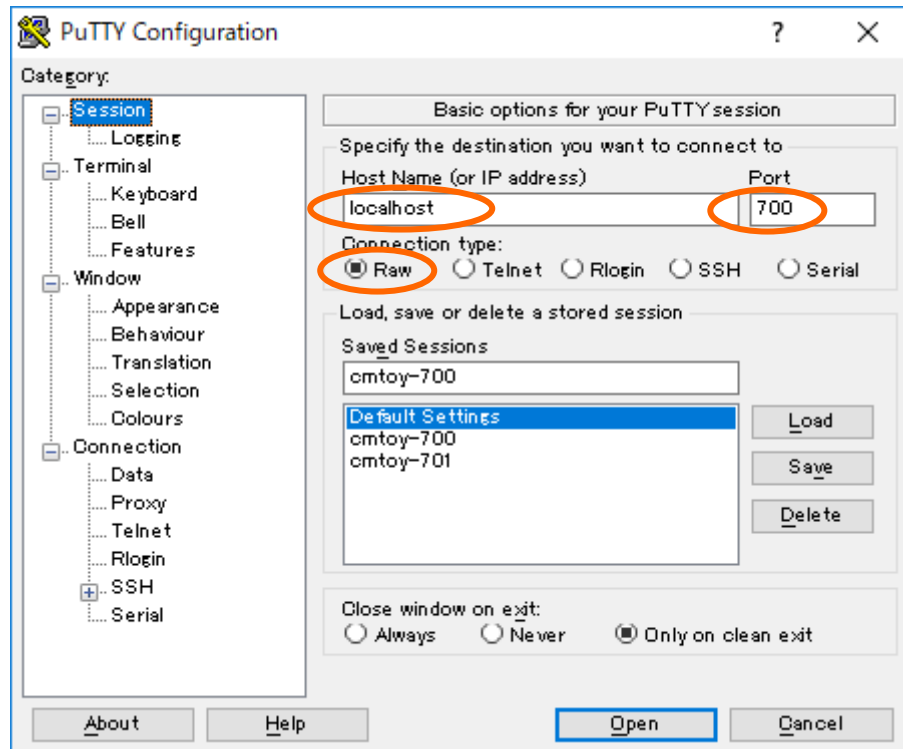 PuTTY Configuration ? ×
Category:
Session
Logging
Terminal
Keyboard
Bell
Features
Window
Appearance
Behaviour
Translation
Selection
Colours
Connection
Data
Proxy
Telnet
Rlogin
SSH
Serial
Basic options for your PuTTY session
Specify the destination you want to connect to
Host Name (or IP address) Port
localhost 700
Connection type:
Raw Telnet Rlogin SSH Serial
Load, save or delete a stored session
Saved Sessions
cmtoy-700
Default Settings
cmtoy-700
cmtoy-701
Load
Save
Delete
Close window on exit:
Always Never Only on clean exit
About Help Open Cancel